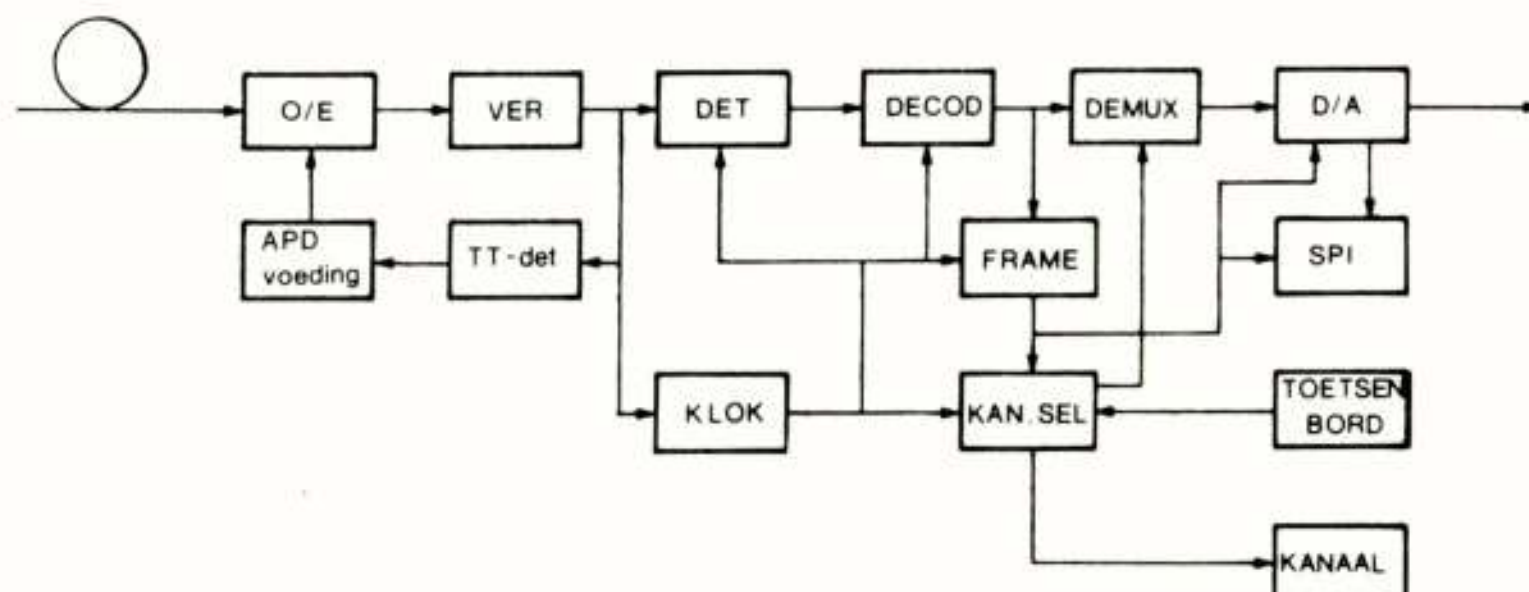 O/E
VER
DET
DECOD
DEMUX
D/A
APD
voeding
TT-det
FRAME
SPI
KLOK
KAN. SEL
TOETSEN
BORD
KANAAL